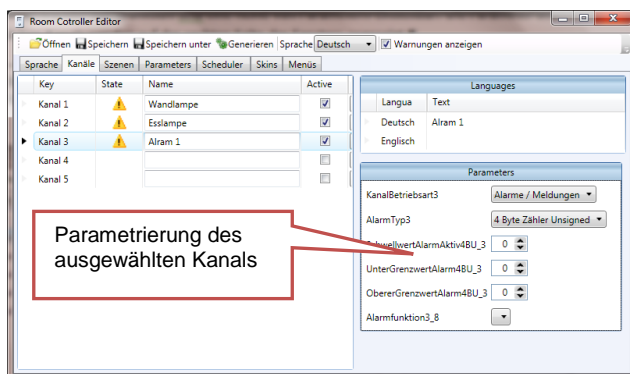 Room Cotroller Editor
Öffnen Speichern Speichern unter Generieren Sprache Deutsch Warnungen anzeigen
Sprache Kanäle Szenen Parameters Scheduler Skins Menüs
Key State Name Active
Kanal 1 Wandlampe
Kanal 2 Esslampe
Kanal 3 Alram 1
Kanal 4
Kanal 5
Languages
Langua Text
Deutsch Alram 1
Englisch
Parameters
KanalBetriebsart3 Alarme / Meldungen
AlarmTyp3 4 Byte Zähler Unsigned
SchwellwertAlarmAktiv4BU_3 0
UnterGrenzwertAlarm4BU_3 0
ObererGrenzwertAlarm4BU_3 0
Alarmfunktion3_8
Parametrierung des
ausgewählten Kanals